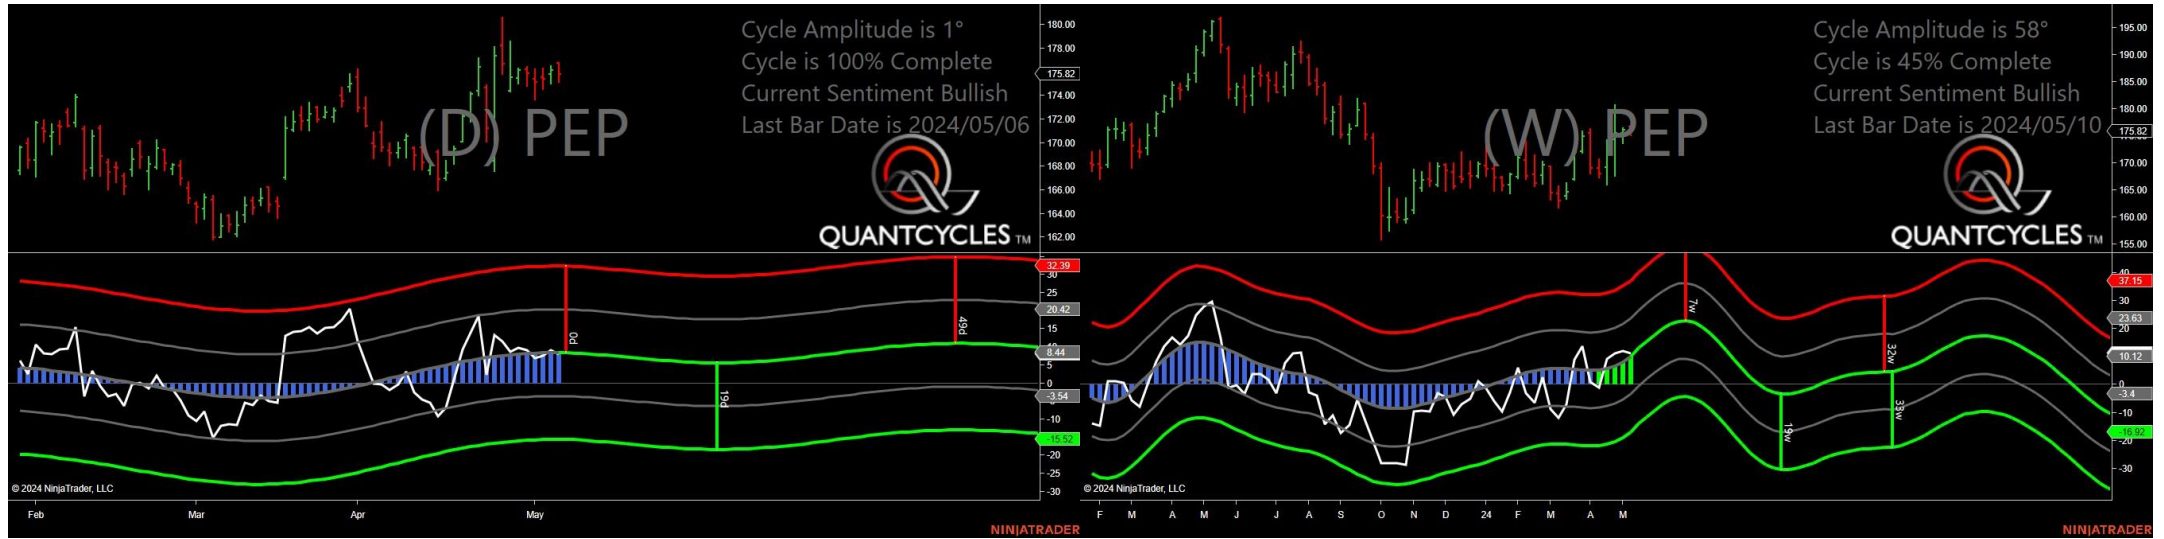 Cycle Amplitude is 1°
Cycle is 100% Complete
Current Sentiment Bullish
Last Bar Date is 2024/05/06
(D) PEP
QUANTCYCLES TM
180.00
178.00
175.82
174.00
172.00
170.00
168.00
166.00
164.00
162.00
32.39
30
25
20.42
15
8.44
5
0
-3.54
-10
-15.52
-20
-25
-30
0d
19d
49d
© 2024 NinjaTrader, LLC
Feb Mar Apr May
NINJATRADER
Cycle Amplitude is 58°
Cycle is 45% Complete
Current Sentiment Bullish
Last Bar Date is 2024/05/10
(W) PEP
QUANTCYCLES TM
195.00
190.00
185.00
180.00
175.82
170.00
165.00
160.00
155.00
40
37.15
30
23.63
20
10.12
0
-3.4
-10
-16.92
-20
-30
7w
19w
32w
33w
© 2024 NinjaTrader, LLC
F M A M J J A S O N D 24 F M A M
NINJATRADER